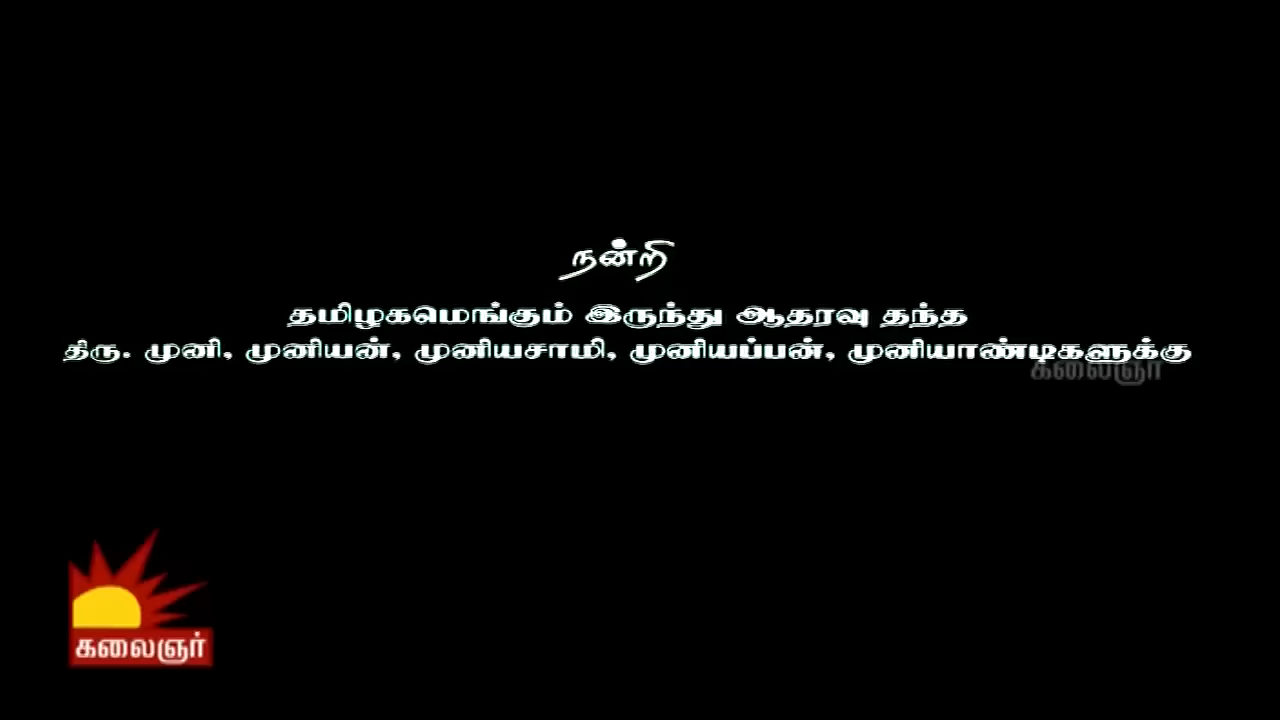 நன்றி
தமிழகமெங்கும் இருந்து ஆதரவு தந்த
திரு. முனி, முனியன், முனியசாமி, முனியப்பன், முனியாண்டிகளுக்கு
கலைஞர்
கலைஞர்